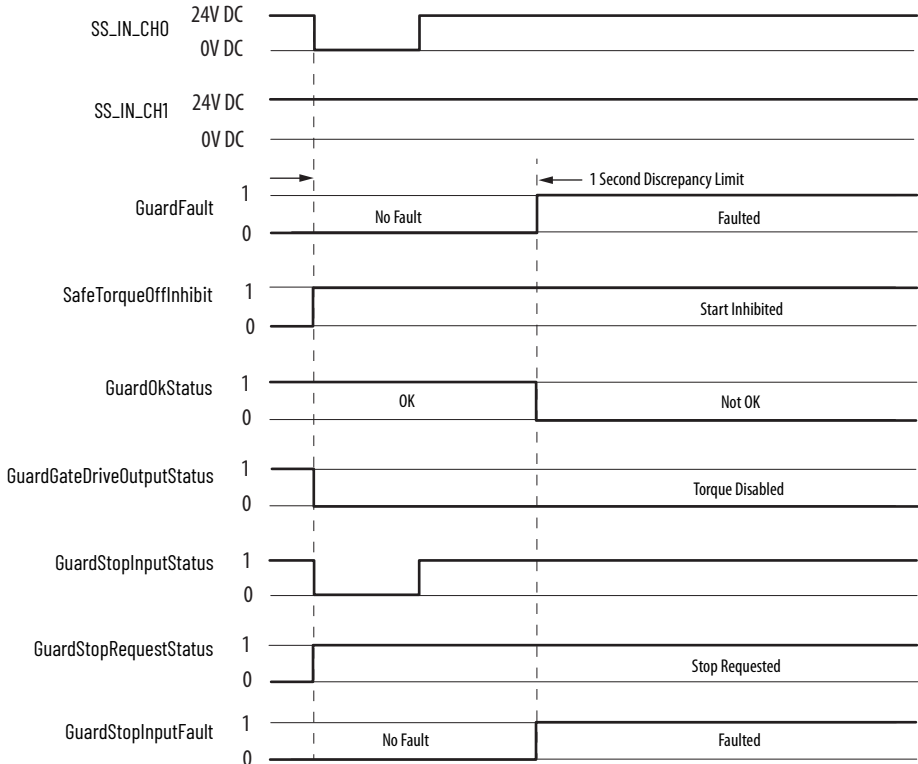 SS_IN_CH0
24V DC
0V DC
SS_IN_CH1
24V DC
0V DC
1 Second Discrepancy Limit
GuardFault
1
0
No Fault
Faulted
SafeTorqueOffInhibit
1
0
Start Inhibited
GuardOkStatus
1
0
OK
Not OK
GuardGateDriveOutputStatus
1
0
Torque Disabled
GuardStopInputStatus
1
0
GuardStopRequestStatus
1
0
Stop Requested
GuardStopInputFault
1
0
No Fault
Faulted